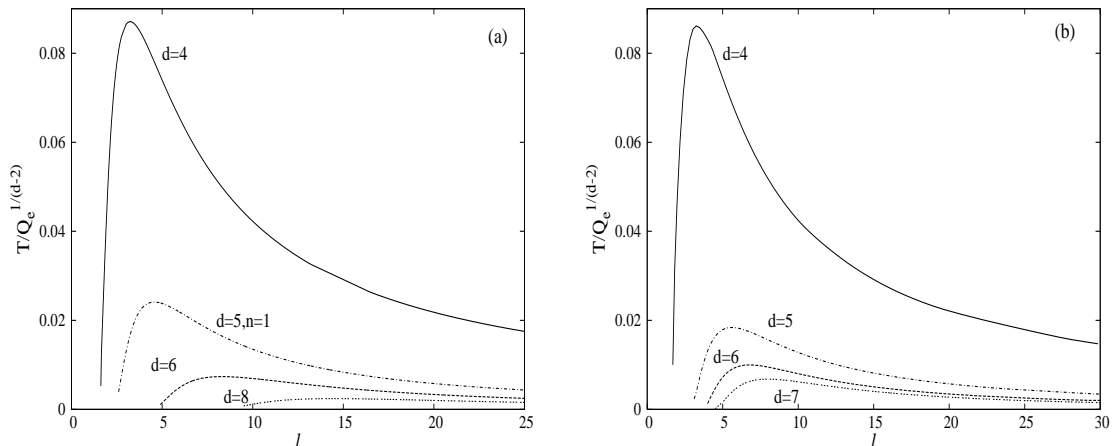 (a)
d=4
d=5,n=1
d=6
d=8
0.08
0.06
0.04
0.02
0
0 5 10 15 20 25
l
T/Q_e^{1/(d-2)}
(b)
d=4
d=5
d=6
d=7
0.08
0.06
0.04
0.02
0
0 5 10 15 20 25 30
l
T/Q_e^{1/(d-2)}